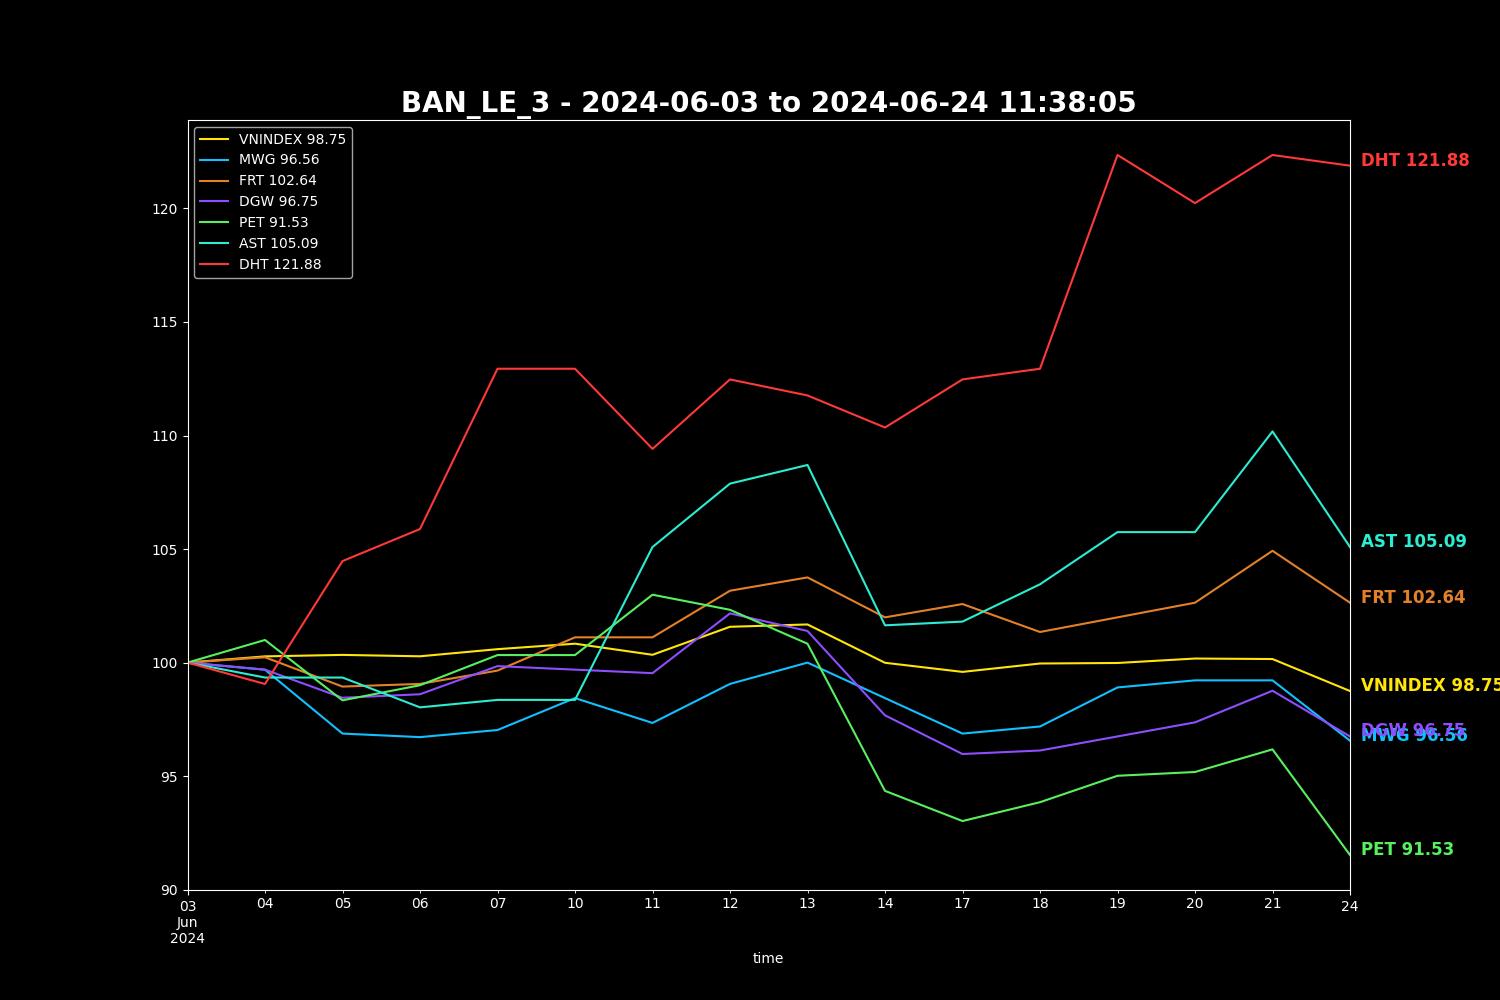 BAN_LE_3 - 2024-06-03 to 2024-06-24 11:38:05
VNINDEX 98.75
MWG 96.56
FRT 102.64
DGW 96.75
PET 91.53
AST 105.09
DHT 121.88
120
115
110
105
100
95
90
DHT 121.88
AST 105.09
FRT 102.64
VNINDEX 98.75
DGW 96.75
MWG 96.56
PET 91.53
03 04 05 06 07 10 11 12 13 14 17 18 19 20 21 24
Jun
2024
time